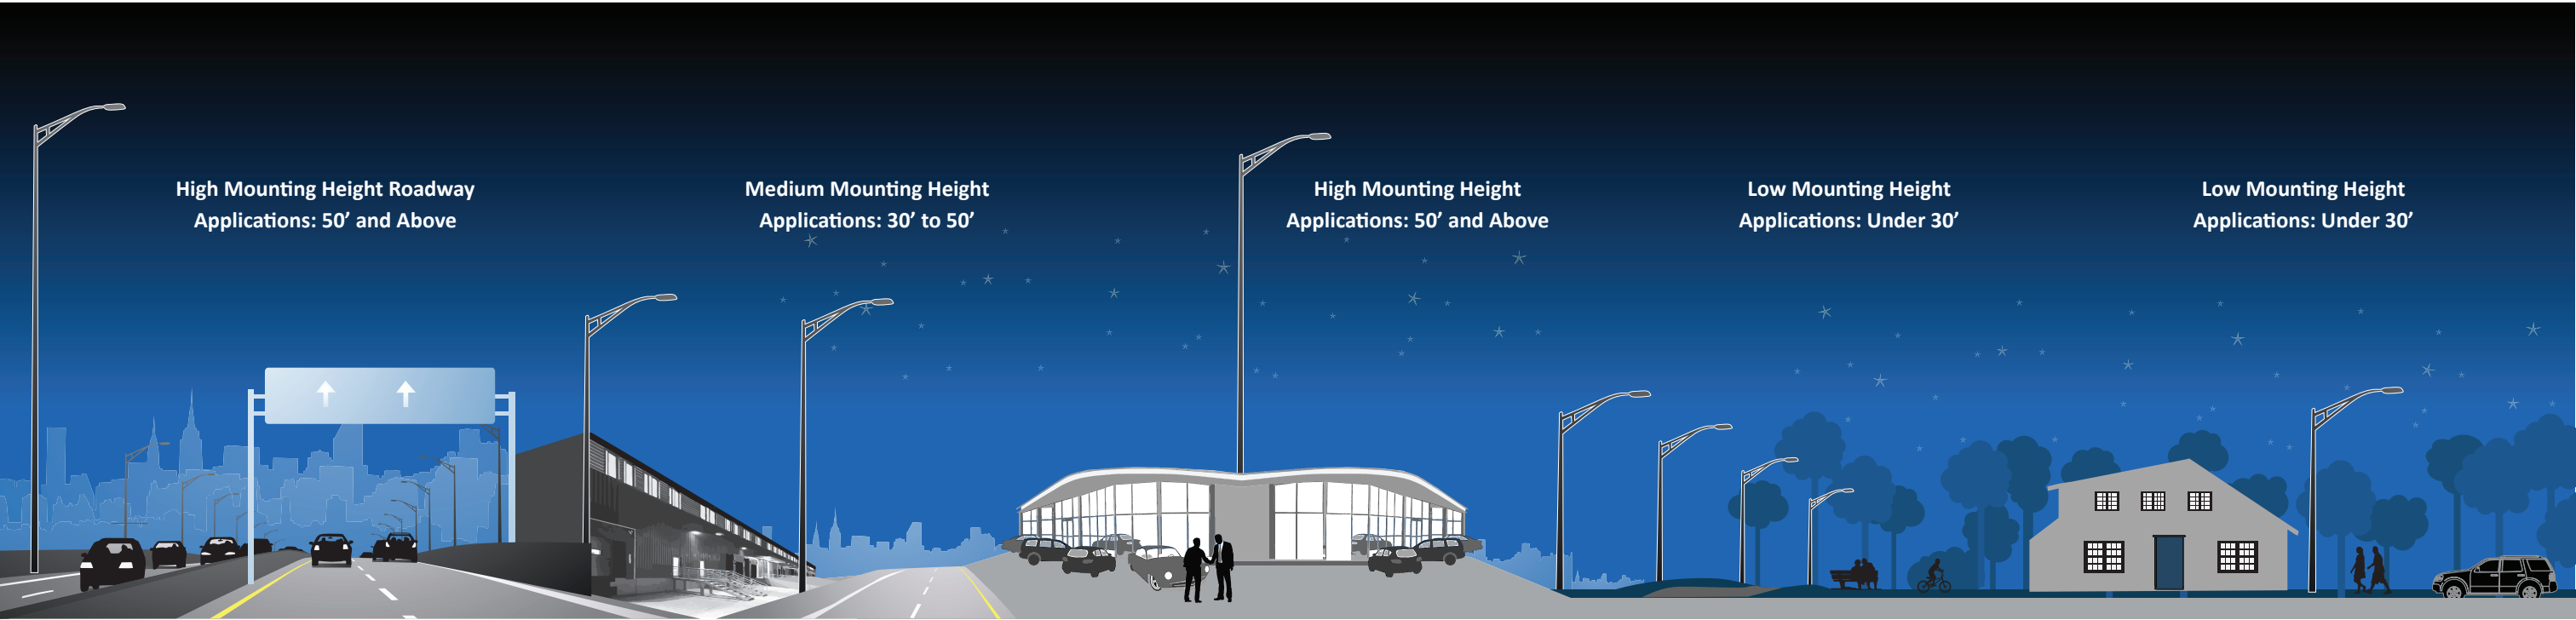 High Mounting Height Roadway
Applications: 50’ and Above
Medium Mounting Height
Applications: 30’ to 50’
High Mounting Height
Applications: 50’ and Above
Low Mounting Height
Applications: Under 30’
Low Mounting Height
Applications: Under 30’